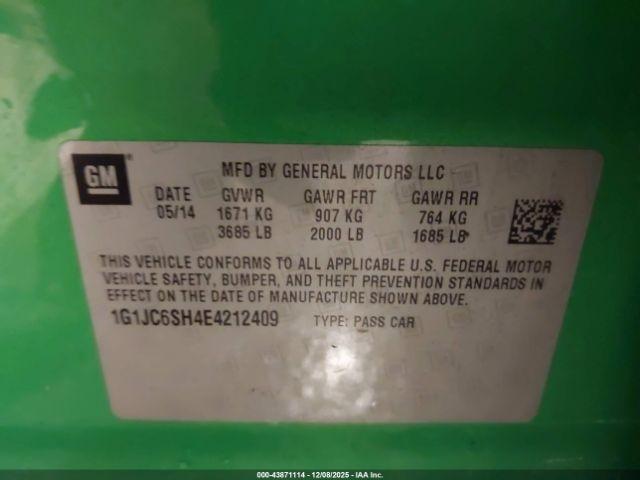 GM
MFD BY GENERAL MOTORS LLC
DATE GVWR GAWR FRT GAWR RR
05/14 1671 KG 907 KG 764 KG
3685 LB 2000 LB 1685 LB
THIS VEHICLE CONFORMS TO ALL APPLICABLE U.S. FEDERAL MOTOR
VEHICLE SAFETY, BUMPER, AND THEFT PREVENTION STANDARDS IN
EFFECT ON THE DATE OF MANUFACTURE SHOWN ABOVE.
1G1JC6SH4E4212409 TYPE: PASS CAR
000-43871114 - 12/08/2025 - IAA Inc.